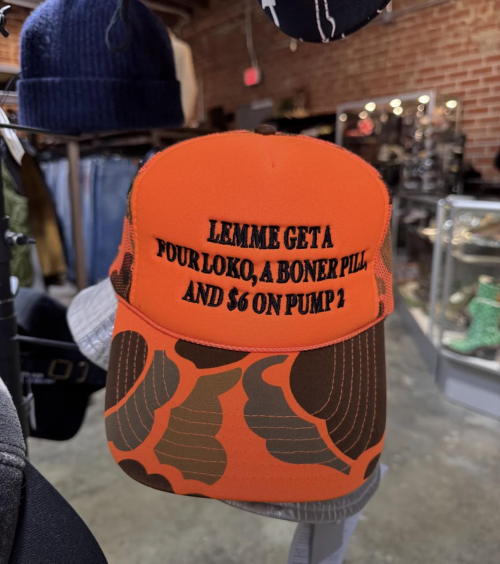 LEMME GET A
FOUR LOKO, A BONER PILL,
AND $6 ON PUMP 2